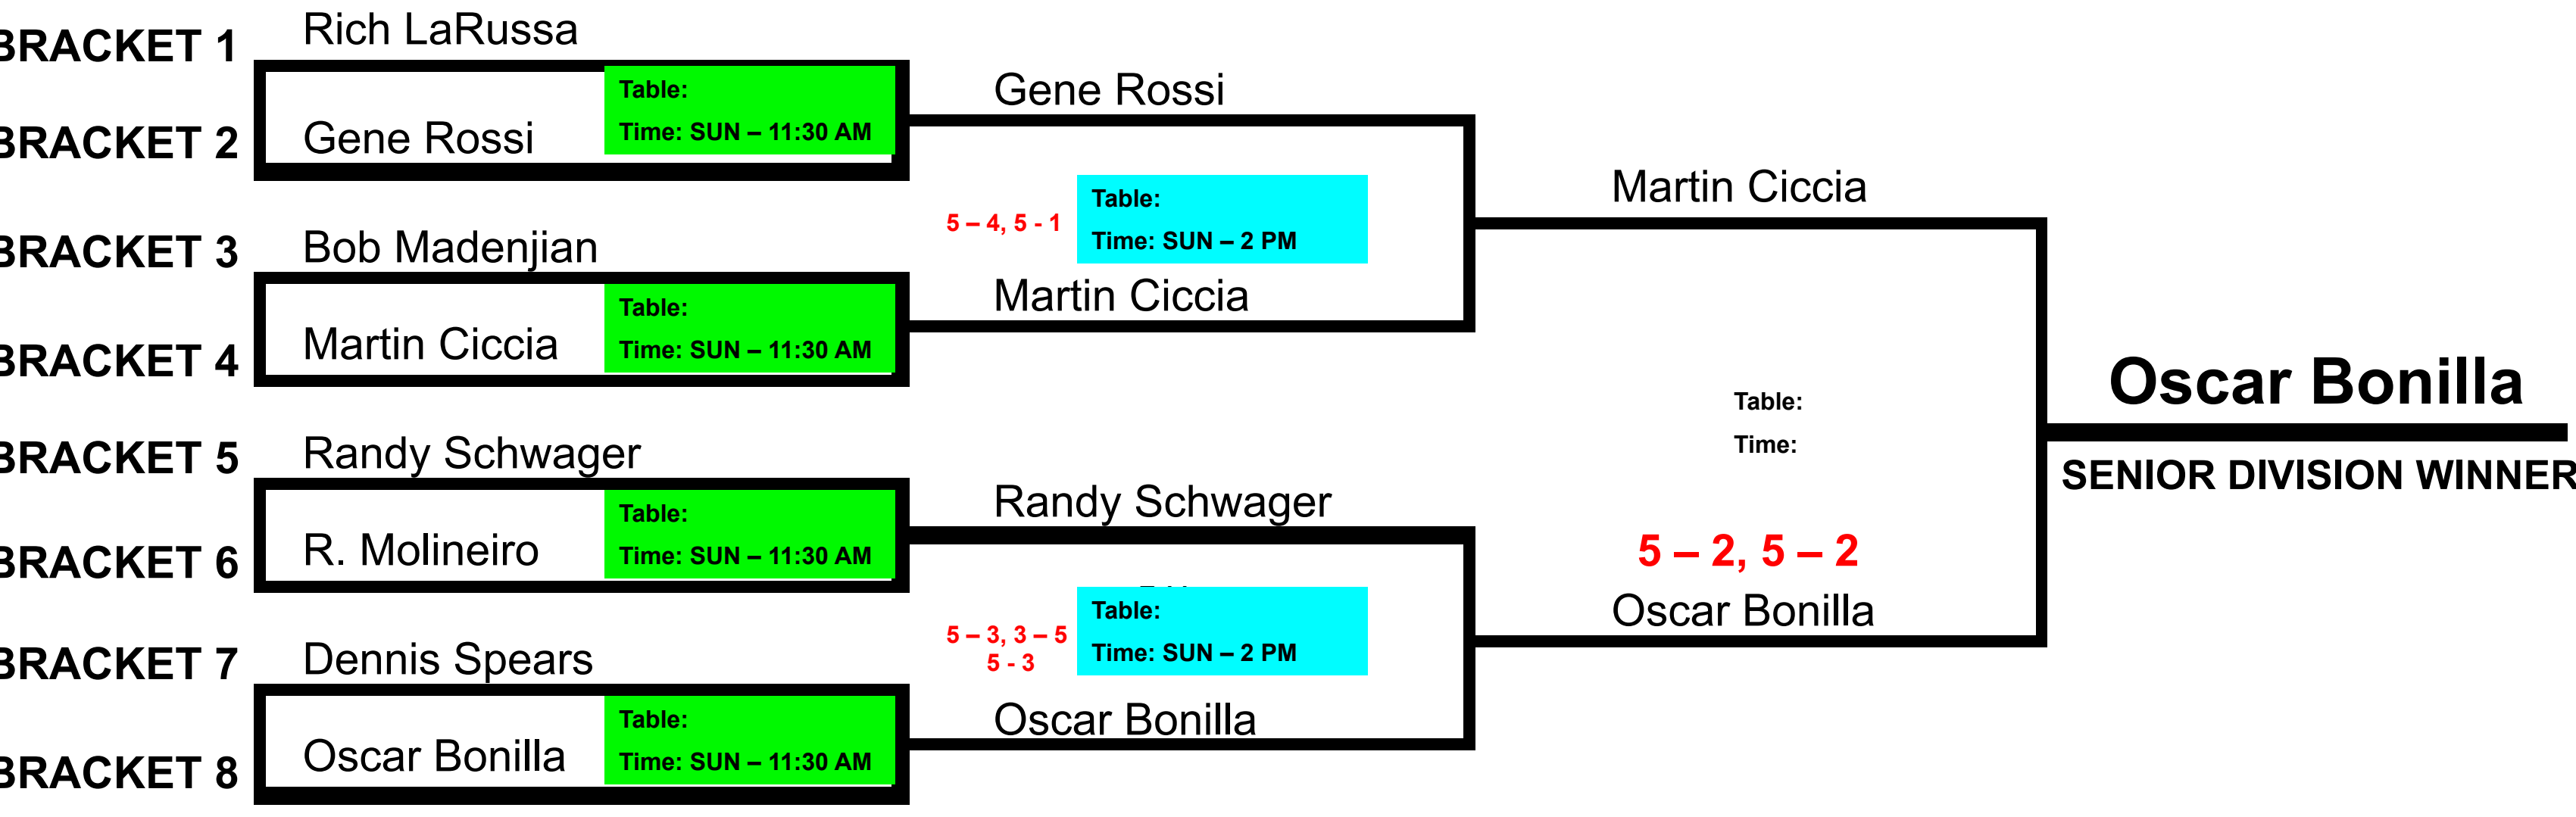 BRACKET 1
Rich LaRussa
Table:
Time: SUN – 11:30 AM
BRACKET 2
Gene Rossi
BRACKET 3
Bob Madenjian
Table:
Time: SUN – 11:30 AM
BRACKET 4
Martin Ciccia
BRACKET 5
Randy Schwager
Table:
Time: SUN – 11:30 AM
BRACKET 6
R. Molineiro
BRACKET 7
Dennis Spears
Table:
Time: SUN – 11:30 AM
BRACKET 8
Oscar Bonilla
Gene Rossi
5 – 4, 5 - 1
Table:
Time: SUN – 2 PM
Martin Ciccia
Randy Schwager
5 – 3, 3 – 5
5 - 3
Table:
Time: SUN – 2 PM
Oscar Bonilla
Martin Ciccia
Table:
Time:
5 – 2, 5 – 2
Oscar Bonilla
Oscar Bonilla
SENIOR DIVISION WINNER